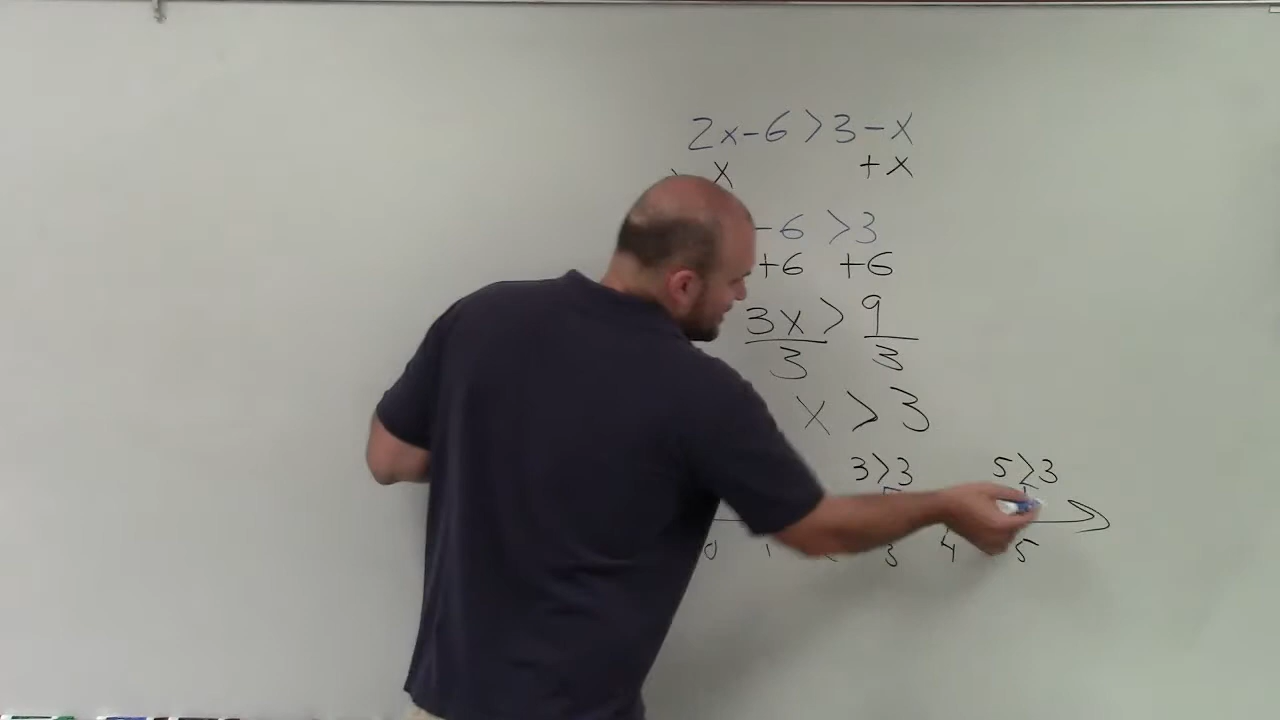 2x-6>3-x
x +x
-6 >3
+6 +6
3x > 9
3 3
x > 3
3>3 5>3
0 1 3 4 5